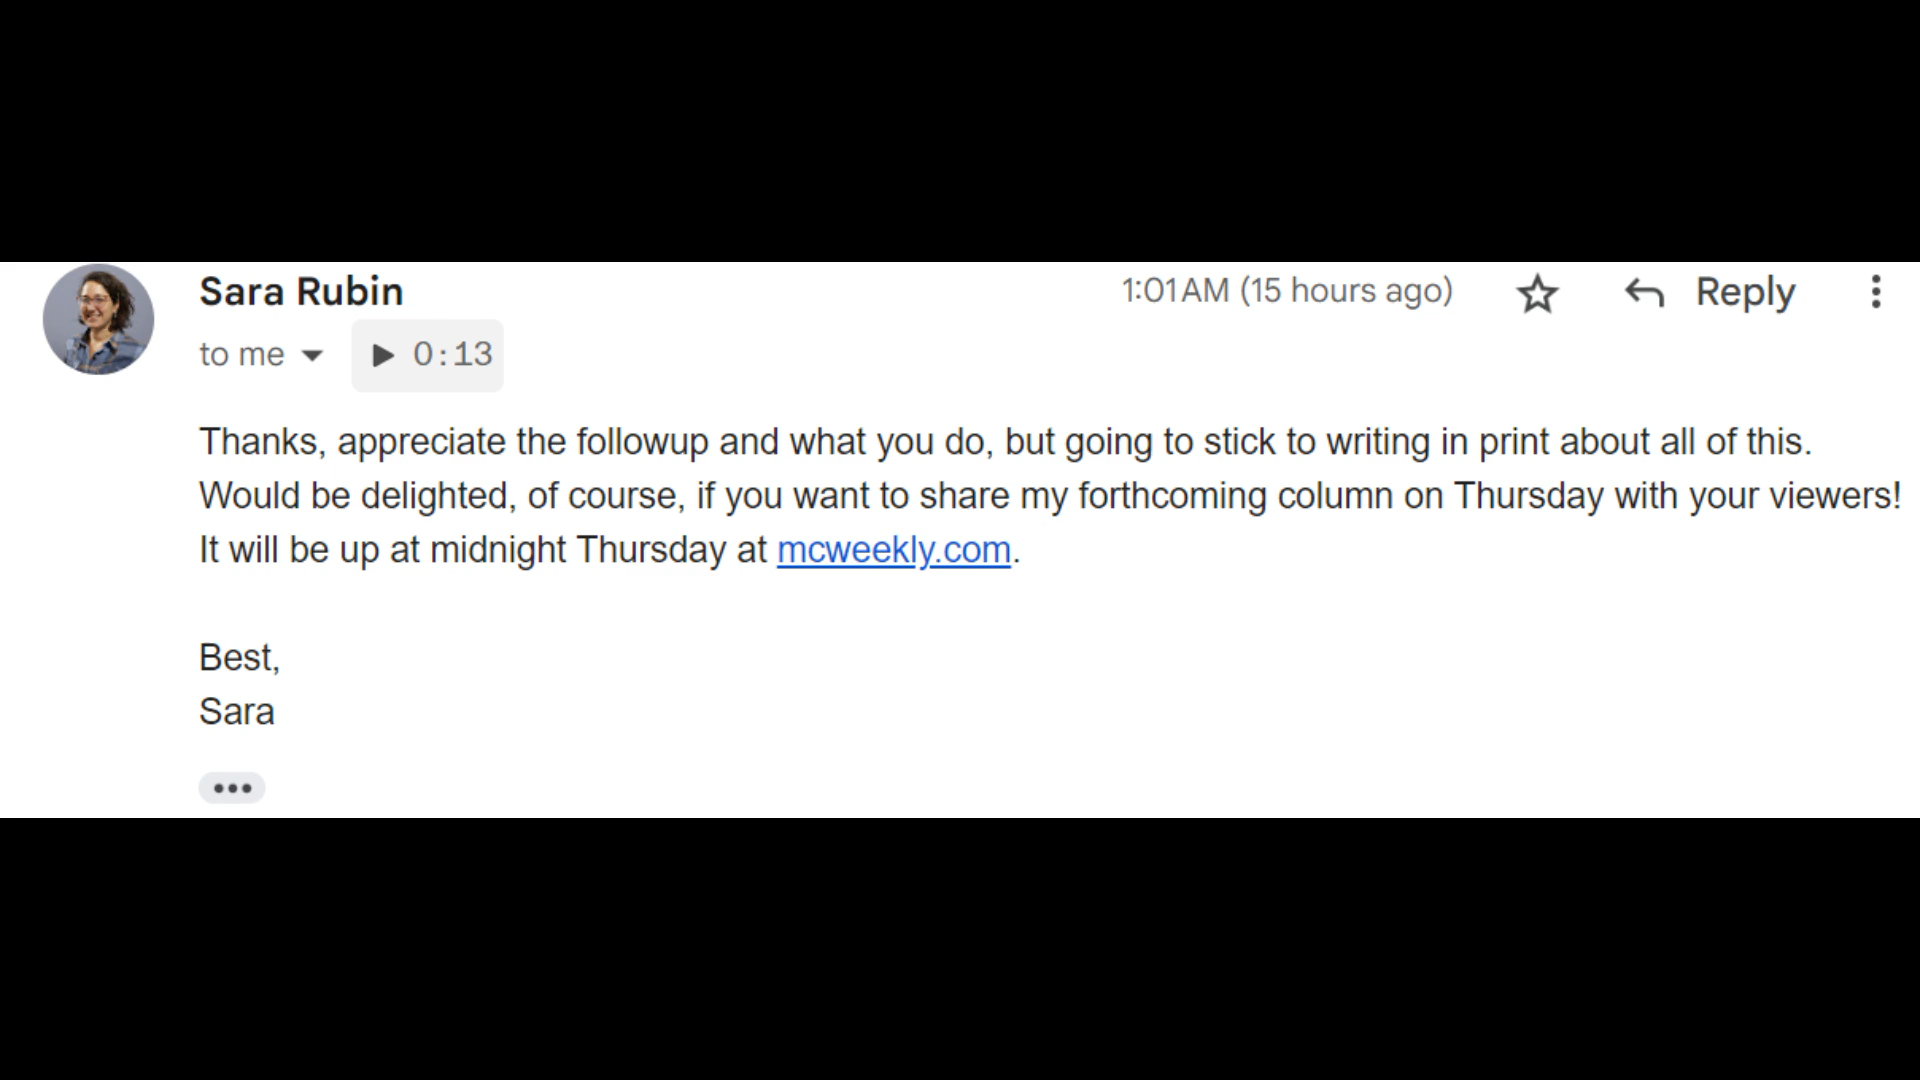 Sara Rubin
1:01 AM (15 hours ago)
Reply
to me
0:13
Thanks, appreciate the followup and what you do, but going to stick to writing in print about all of this.
Would be delighted, of course, if you want to share my forthcoming column on Thursday with your viewers!
It will be up at midnight Thursday at mcweekly.com.
Best,
Sara